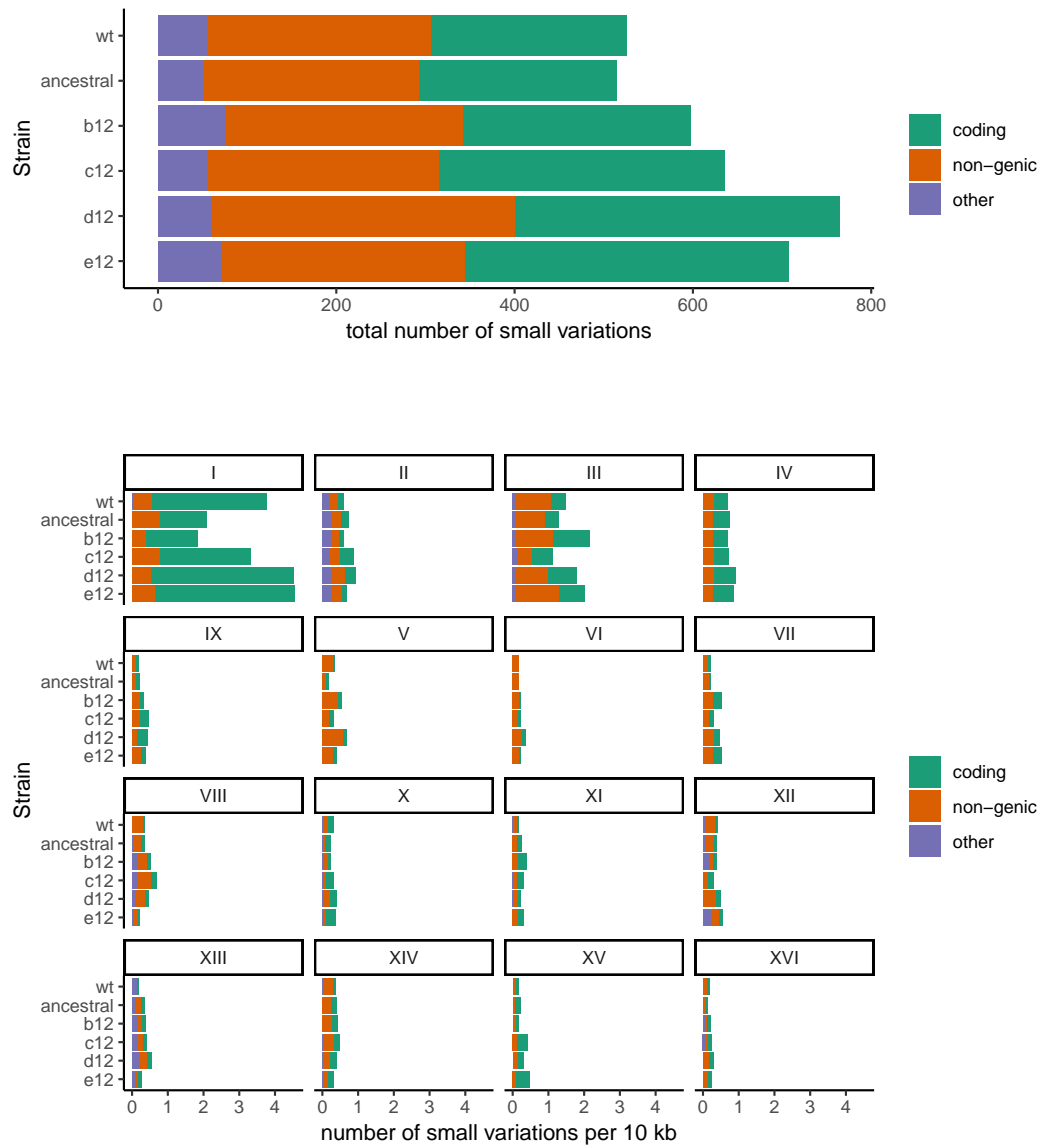 wt
ancestral
b12
c12
d12
e12
Strain
0 200 400 600 800
total number of small variations
coding
non−genic
other
I II III IV
wt
ancestral
b12
c12
d12
e12
IX V VI VII
wt
ancestral
b12
c12
d12
e12
Strain
VIII X XI XII
wt
ancestral
b12
c12
d12
e12
XIII XIV XV XVI
wt
ancestral
b12
c12
d12
e12
0 1 2 3 4 0 1 2 3 4 0 1 2 3 4 0 1 2 3 4
number of small variations per 10 kb
coding
non−genic
other